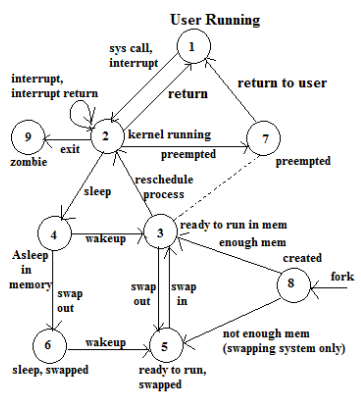 User Running
1
sys call,
interrupt
interrupt,
interrupt return
return
return to user
9
2
kernel running
7
exit
preempted
zombie
preempted
sleep
reschedule
process
4
wakeup
3
ready to run in mem
enough mem
Asleep
in
memory
created
8
fork
swap
out
swap
out
swap
in
not enough mem
(swapping system only)
6
wakeup
5
sleep, swapped
ready to run,
swapped